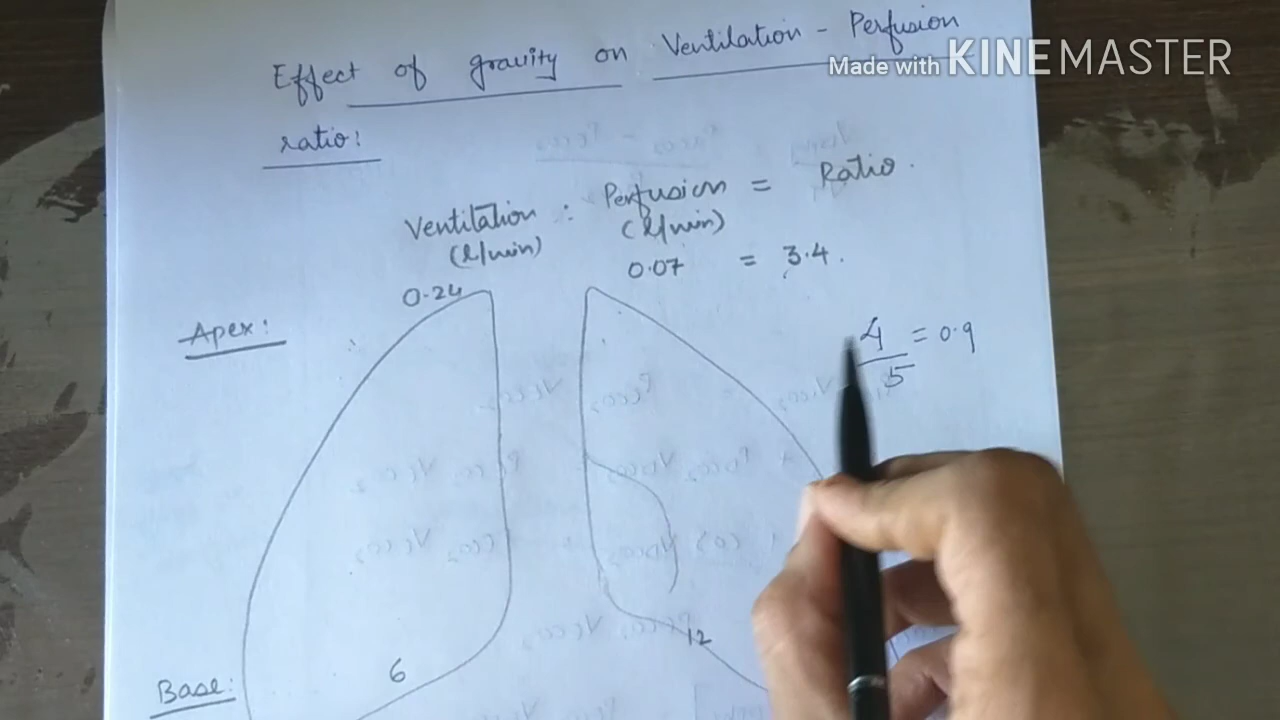 Effect of gravity on Ventilation - Perfusion
Made with KINEMASTER
ratio:
Ventilation : Perfusion = Ratio.
(l/min) (l/min)
0.24 0.07 = 3.4.
Apex:
4/5 = 0.9
6 12
Base: